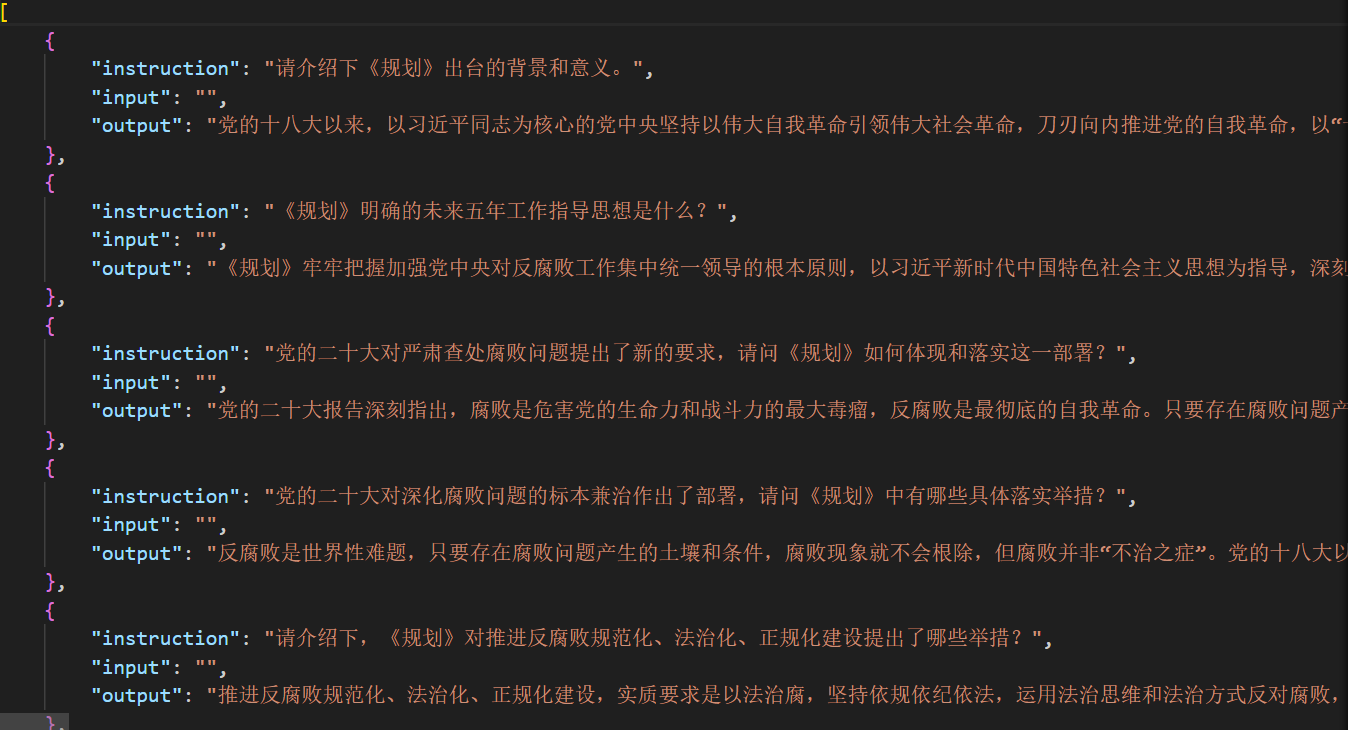 [
{
"instruction": "请介绍下《规划》出台的背景和意义。",
"input": "",
"output": "党的十八大以来，以习近平同志为核心的党中央坚持以伟大自我革命引领伟大社会革命，刀刃向内推进党的自我革命，以“
},
{
"instruction": "《规划》明确的未来五年工作指导思想是什么？",
"input": "",
"output": "《规划》牢牢把握加强党中央对反腐败工作集中统一领导的根本原则，以习近平新时代中国特色社会主义思想为指导，深刻
},
{
"instruction": "党的二十大对严肃查处腐败问题提出了新的要求，请问《规划》如何体现和落实这一部署？",
"input": "",
"output": "党的二十大报告深刻指出，腐败是危害党的生命力和战斗力的最大毒瘤，反腐败是最彻底的自我革命。只要存在腐败问题产
},
{
"instruction": "党的二十大对深化腐败问题的标本兼治作出了部署，请问《规划》中有哪些具体落实举措？",
"input": "",
"output": "反腐败是世界性难题，只要存在腐败问题产生的土壤和条件，腐败现象就不会根除，但腐败并非“不治之症”。党的十八大以
},
{
"instruction": "请介绍下，《规划》对推进反腐败规范化、法治化、正规化建设提出了哪些举措？",
"input": "",
"output": "推进反腐败规范化、法治化、正规化建设，实质要求是以法治腐，坚持依规依纪依法，运用法治思维和法治方式反对腐败，
},